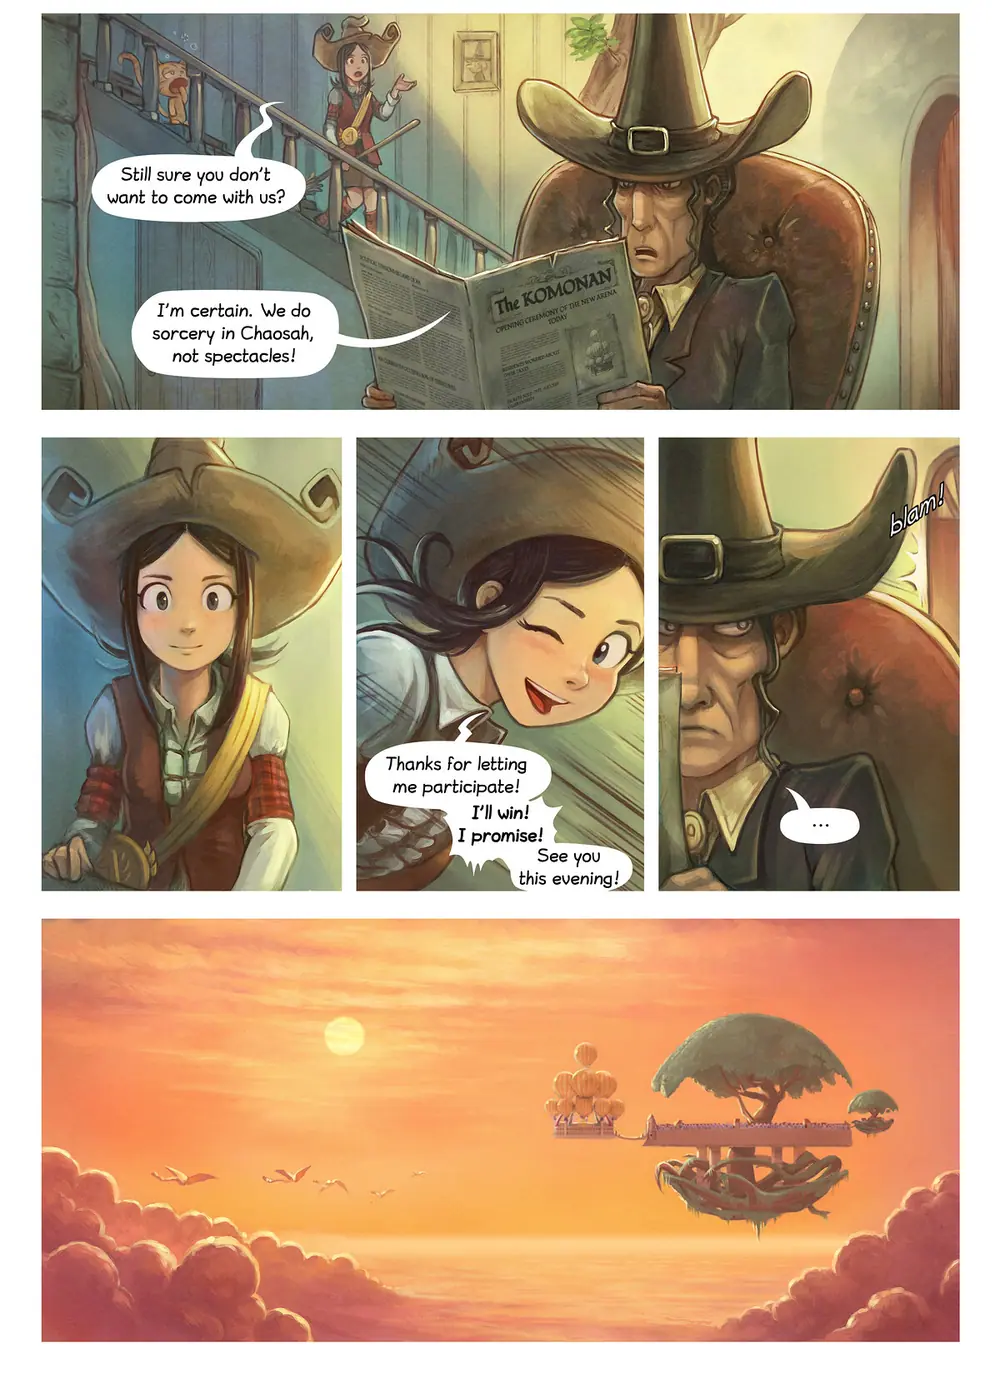 Still sure you don't
want to come with us?
I'm certain. We do
sorcery in Chaosah,
not spectacles!
The KOMONAN
OPENING CEREMONY OF THE NEW ARENA
TODAY
blam!
Thanks for letting
me participate!
I'll win!
I promise!
See you
this evening!
...